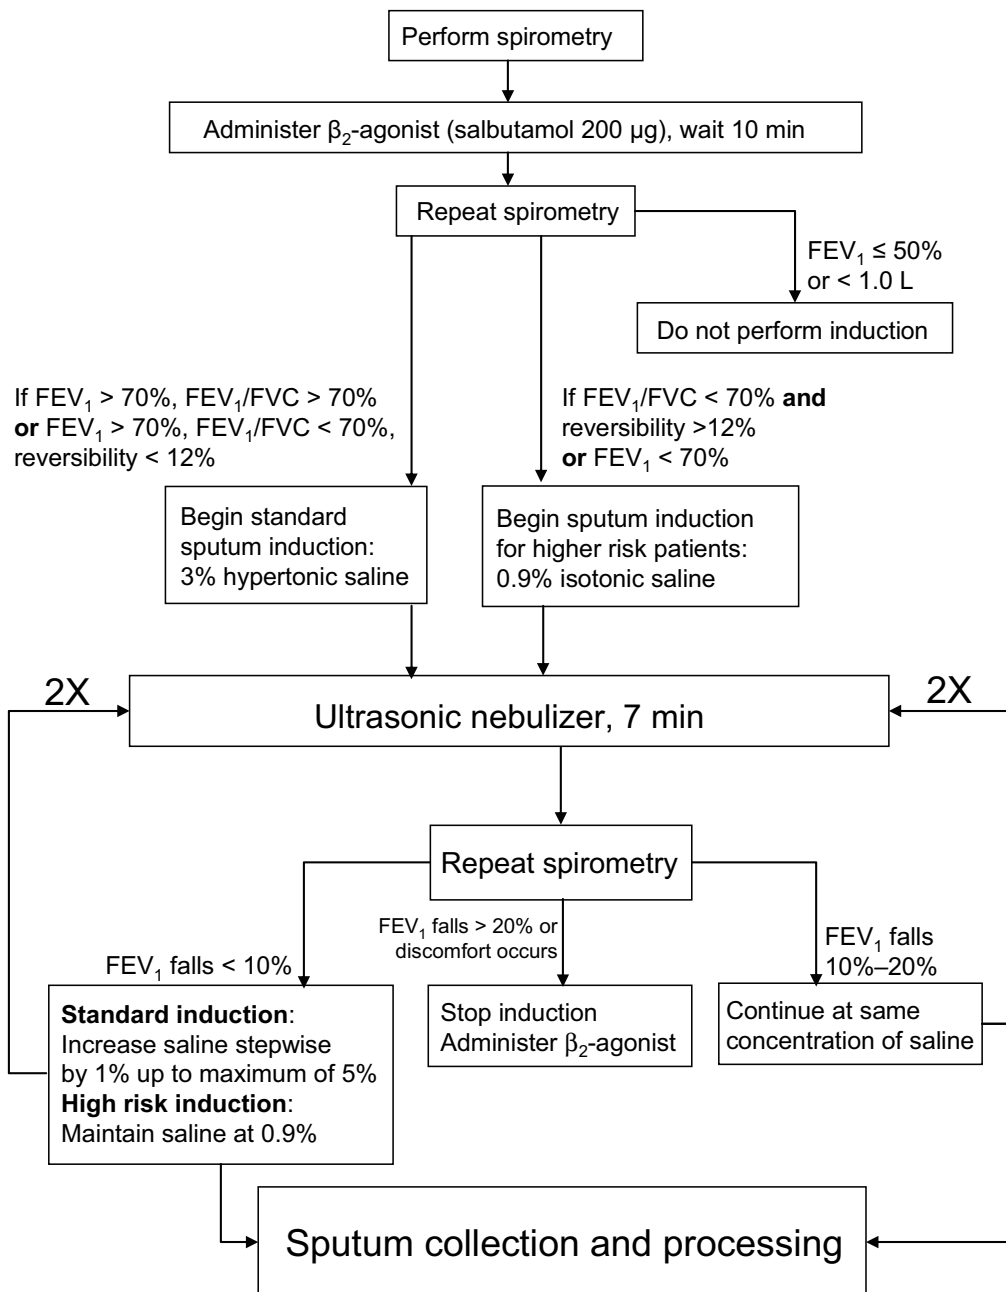 Perform spirometry
Administer β₂-agonist (salbutamol 200 µg), wait 10 min
Repeat spirometry
FEV₁ ≤ 50%
or < 1.0 L
Do not perform induction
If FEV₁ > 70%, FEV₁/FVC > 70%
or FEV₁ > 70%, FEV₁/FVC < 70%,
reversibility < 12%
If FEV₁/FVC < 70% and
reversibility >12%
or FEV₁ < 70%
Begin standard
sputum induction:
3% hypertonic saline
Begin sputum induction
for higher risk patients:
0.9% isotonic saline
2X
2X
Ultrasonic nebulizer, 7 min
Repeat spirometry
FEV₁ falls < 10%
FEV₁ falls > 20% or
discomfort occurs
FEV₁ falls
10%–20%
Standard induction:
Increase saline stepwise
by 1% up to maximum of 5%
High risk induction:
Maintain saline at 0.9%
Stop induction
Administer β₂-agonist
Continue at same
concentration of saline
Sputum collection and processing